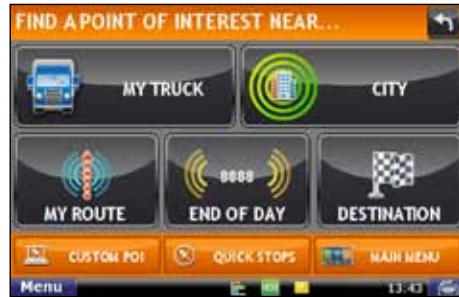 FIND A POINT OF INTEREST NEAR...
MY TRUCK
CITY
8888
MY ROUTE
END OF DAY
DESTINATION
CUSTOM POI
QUICK STOPS
MAIN MENU
Menu
13:43